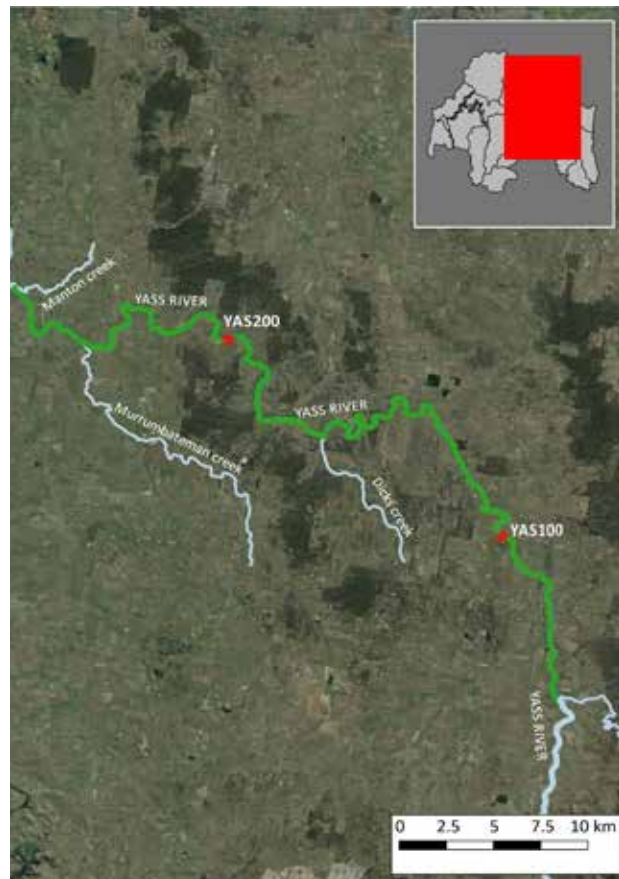 Manton creek
YASS RIVER
YAS200
YASS RIVER
Murrumbateman creek
Dicks creek
YAS100
YASS RIVER
0 2.5 5 7.5 10 km